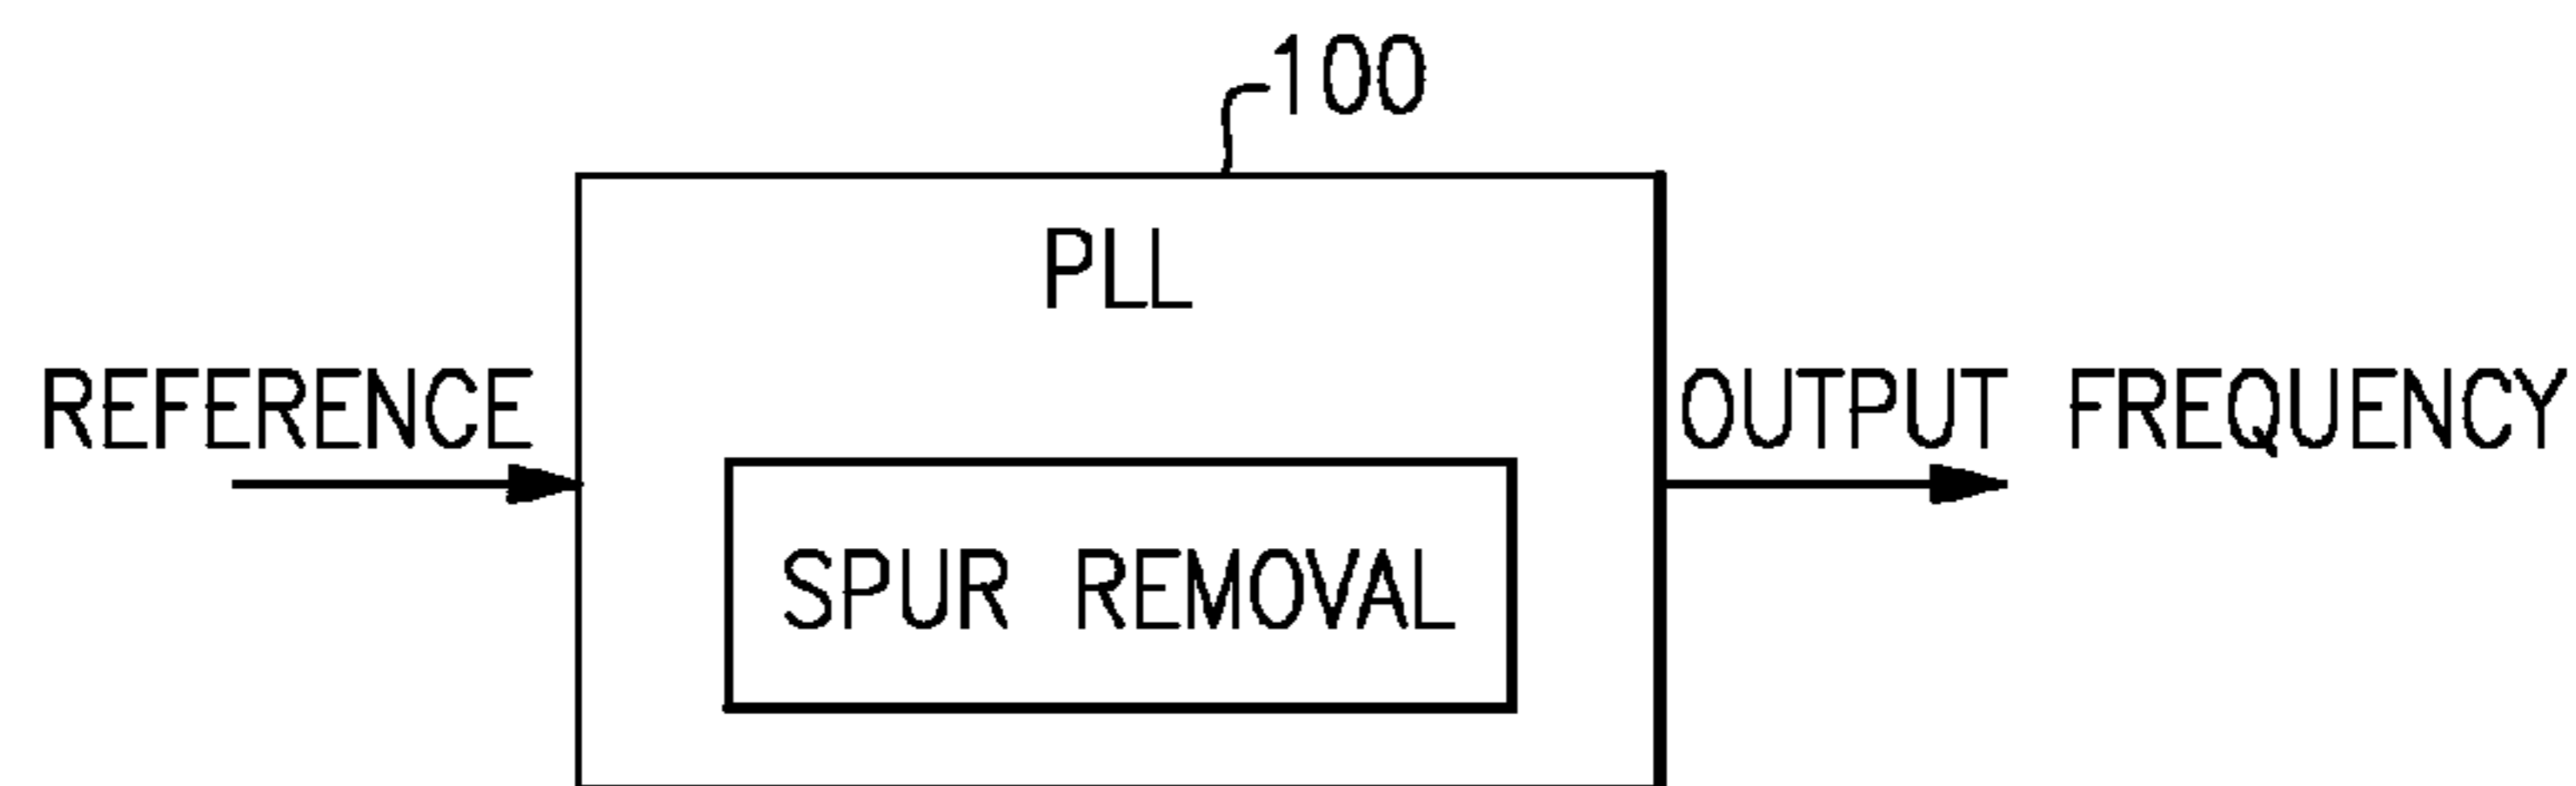 100
PLL
REFERENCE
OUTPUT FREQUENCY
SPUR REMOVAL